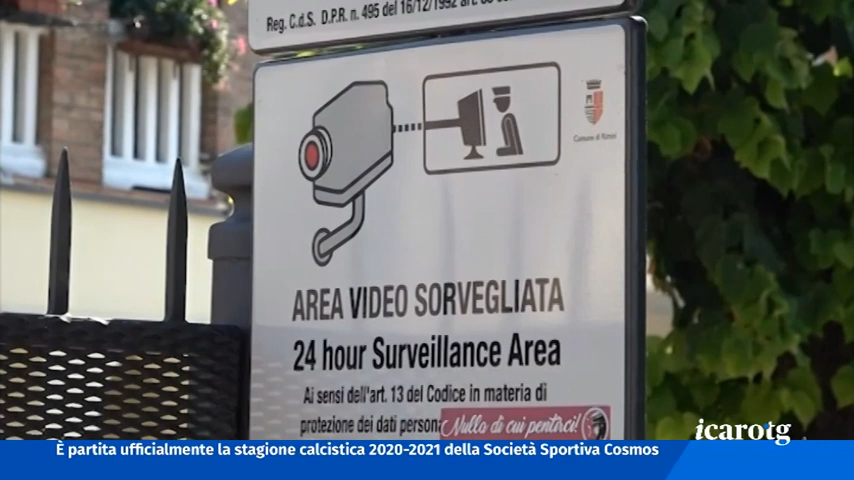 Reg. C.d.S. D.P.R. n. 495 del 16/12/1992 art.
Comune di Rimini
AREA VIDEO SORVEGLIATA
24 hour Surveillance Area
Ai sensi dell'art. 13 del Codice in materia di
protezione dei dati persona
Nulla di cui pentirci!
icarotg
È partita ufficialmente la stagione calcistica 2020-2021 della Società Sportiva Cosmos